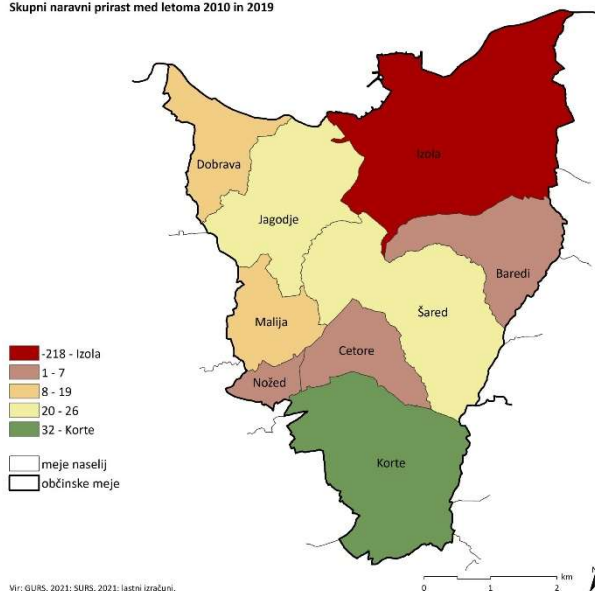 Skupni naravni prirast med letoma 2010 in 2019
Izola
Dobrava
Jagodje
Baredi
Šared
Malija
Cetore
Nožed
Korte
-218 - Izola
1 - 7
8 - 19
20 - 26
32 - Korte
meje naselij
občinske meje
Vir: GURS, 2021; SURS, 2021; lastni izračuni.
0 1 2 km
N